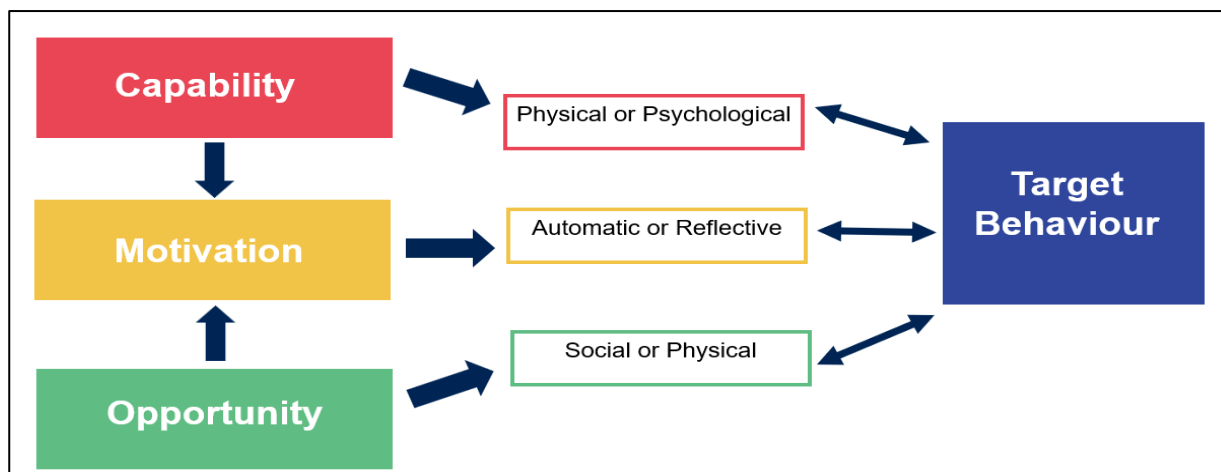 Capability
Physical or Psychological
Target
Behaviour
Motivation
Automatic or Reflective
Opportunity
Social or Physical